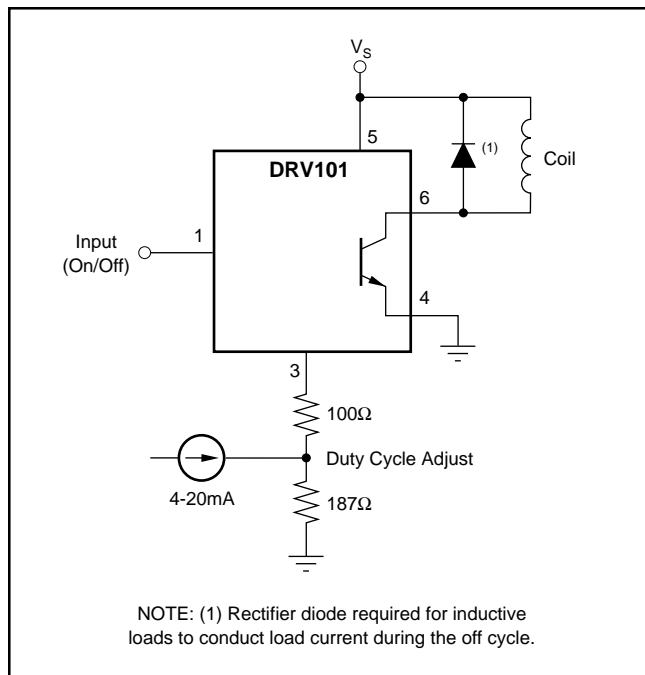 V_S
5
DRV101
(1)
Coil
6
1
Input
(On/Off)
4
3
100Ω
Duty Cycle Adjust
4-20mA
187Ω
NOTE: (1) Rectifier diode required for inductive
loads to conduct load current during the off cycle.